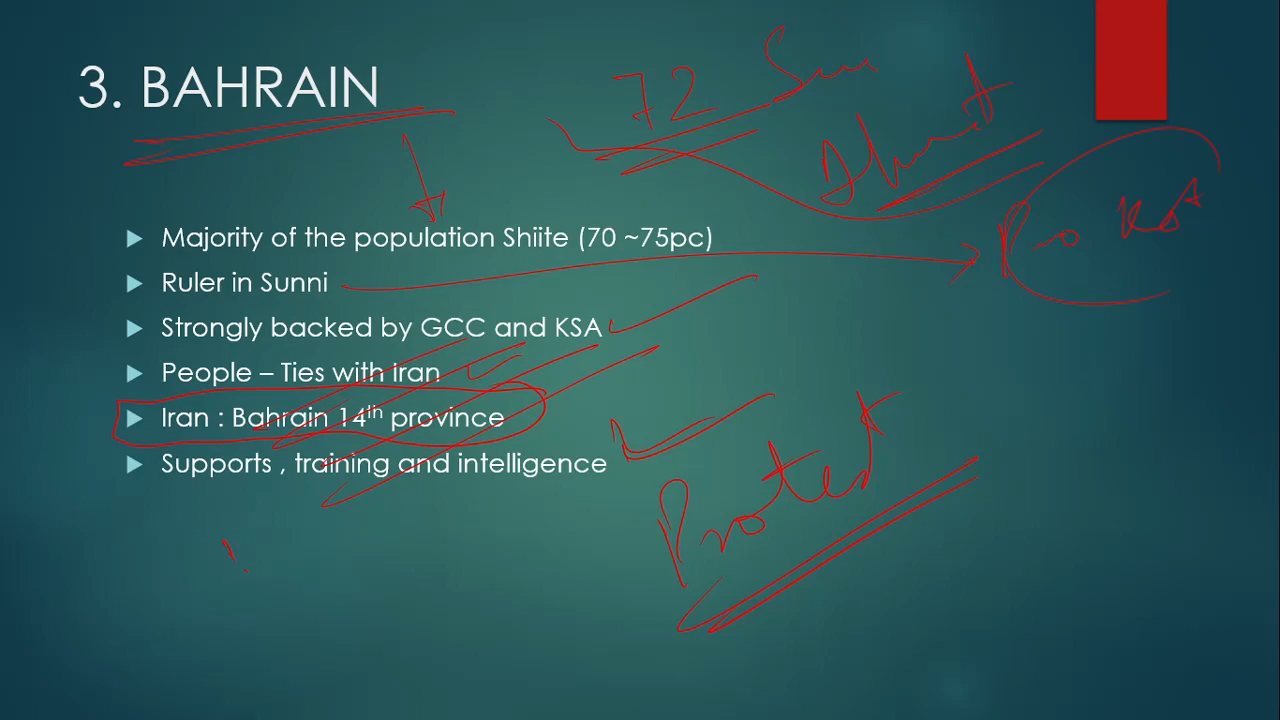 3. BAHRAIN
72
Majority of the population Shiite (70 ~75pc)
Ruler in Sunni
Pro KSA
Strongly backed by GCC and KSA
People – Ties with Iran
Iran : Bahrain 14th province
Supports , training and intelligence
Protest